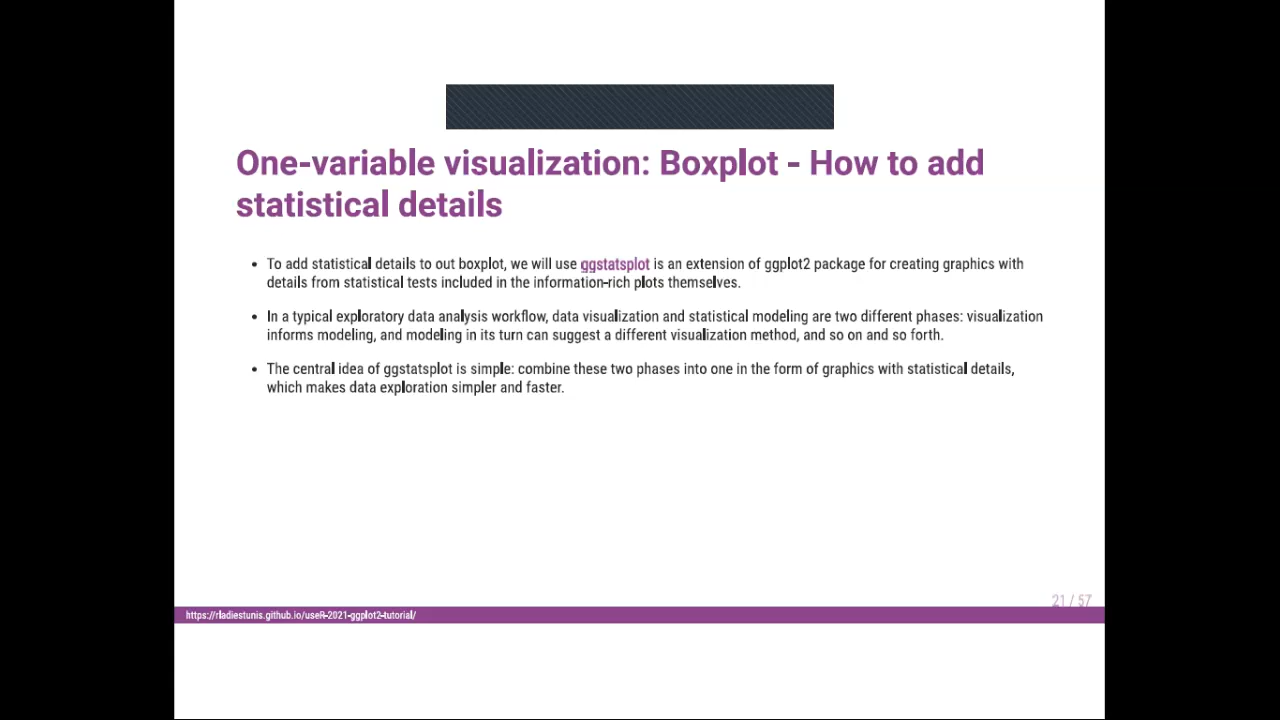 One-variable visualization: Boxplot - How to add
statistical details
• To add statistical details to out boxplot, we will use ggstatsplot is an extension of ggplot2 package for creating graphics with
details from statistical tests included in the information-rich plots themselves.
• In a typical exploratory data analysis workflow, data visualization and statistical modeling are two different phases: visualization
informs modeling, and modeling in its turn can suggest a different visualization method, and so on and so forth.
• The central idea of ggstatsplot is simple: combine these two phases into one in the form of graphics with statistical details,
which makes data exploration simpler and faster.
21 / 57
https://rladiestunis.github.io/useR-2021-ggplot2-tutorial/